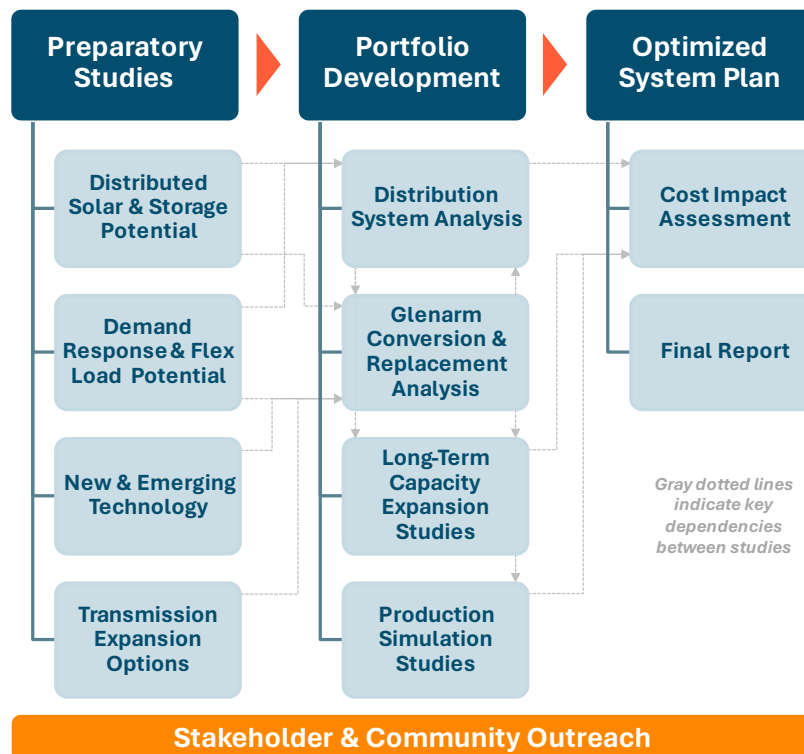 Preparatory
Studies
Portfolio
Development
Optimized
System Plan
Distributed
Solar & Storage
Potential
Demand
Response & Flex
Load Potential
New & Emerging
Technology
Transmission
Expansion
Options
Distribution
System Analysis
Glenarm
Conversion &
Replacement
Analysis
Long-Term
Capacity
Expansion
Studies
Production
Simulation
Studies
Cost Impact
Assessment
Final Report
Gray dotted lines
indicate key
dependencies
between studies
Stakeholder & Community Outreach